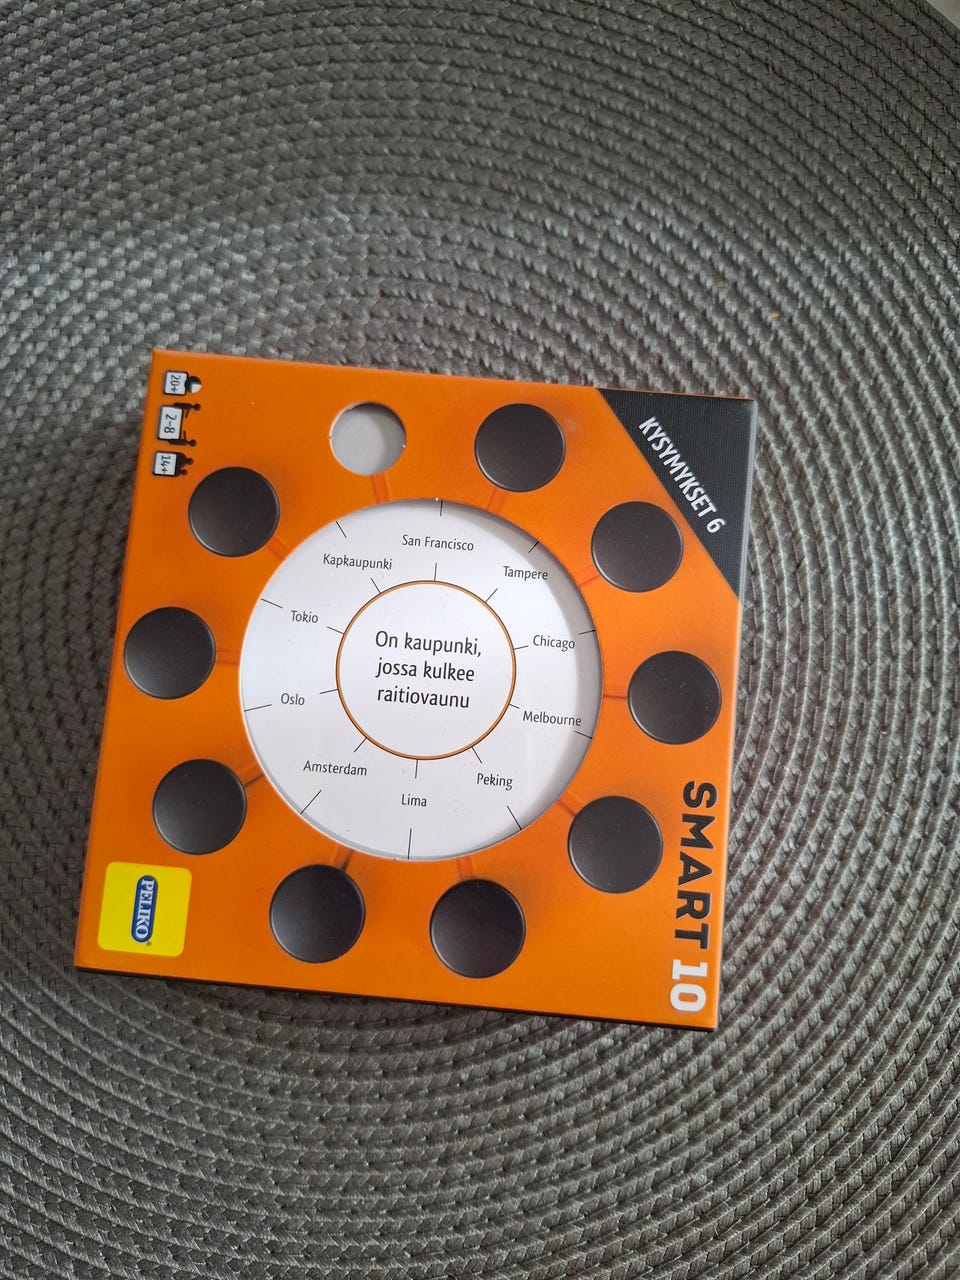 20+
2-8
14+
KYSYMYKSET 6
San Francisco
Tampere
Chicago
Melbourne
Peking
Lima
Amsterdam
Oslo
Tokio
Kapkaupunki
On kaupunki,
jossa kulkee
raitiovaunu
SMART 10
PELIKO®